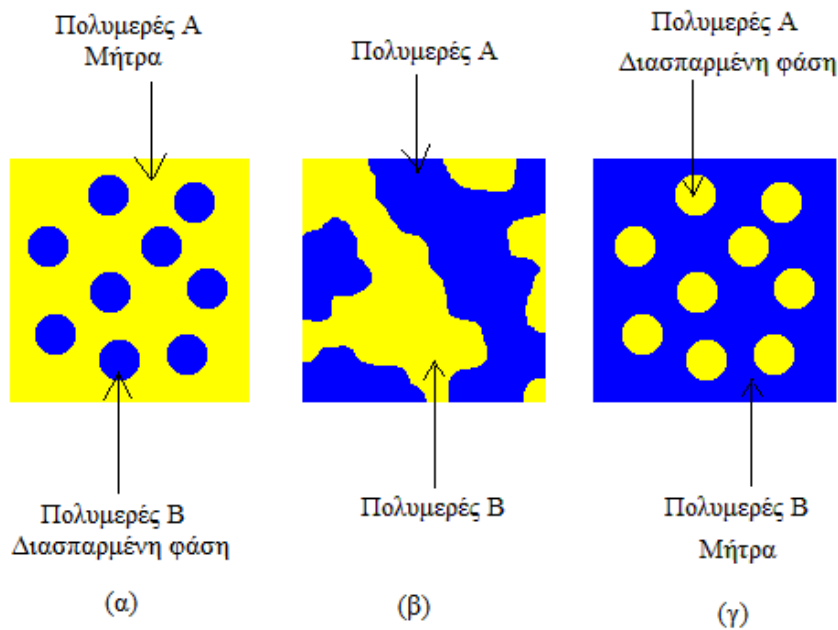 Πολυμερές Α
Μήτρα
Πολυμερές Β
Διασπαρμένη φάση
(α)
Πολυμερές Α
Πολυμερές Β
(β)
Πολυμερές Α
Διασπαρμένη φάση
Πολυμερές Β
Μήτρα
(γ)